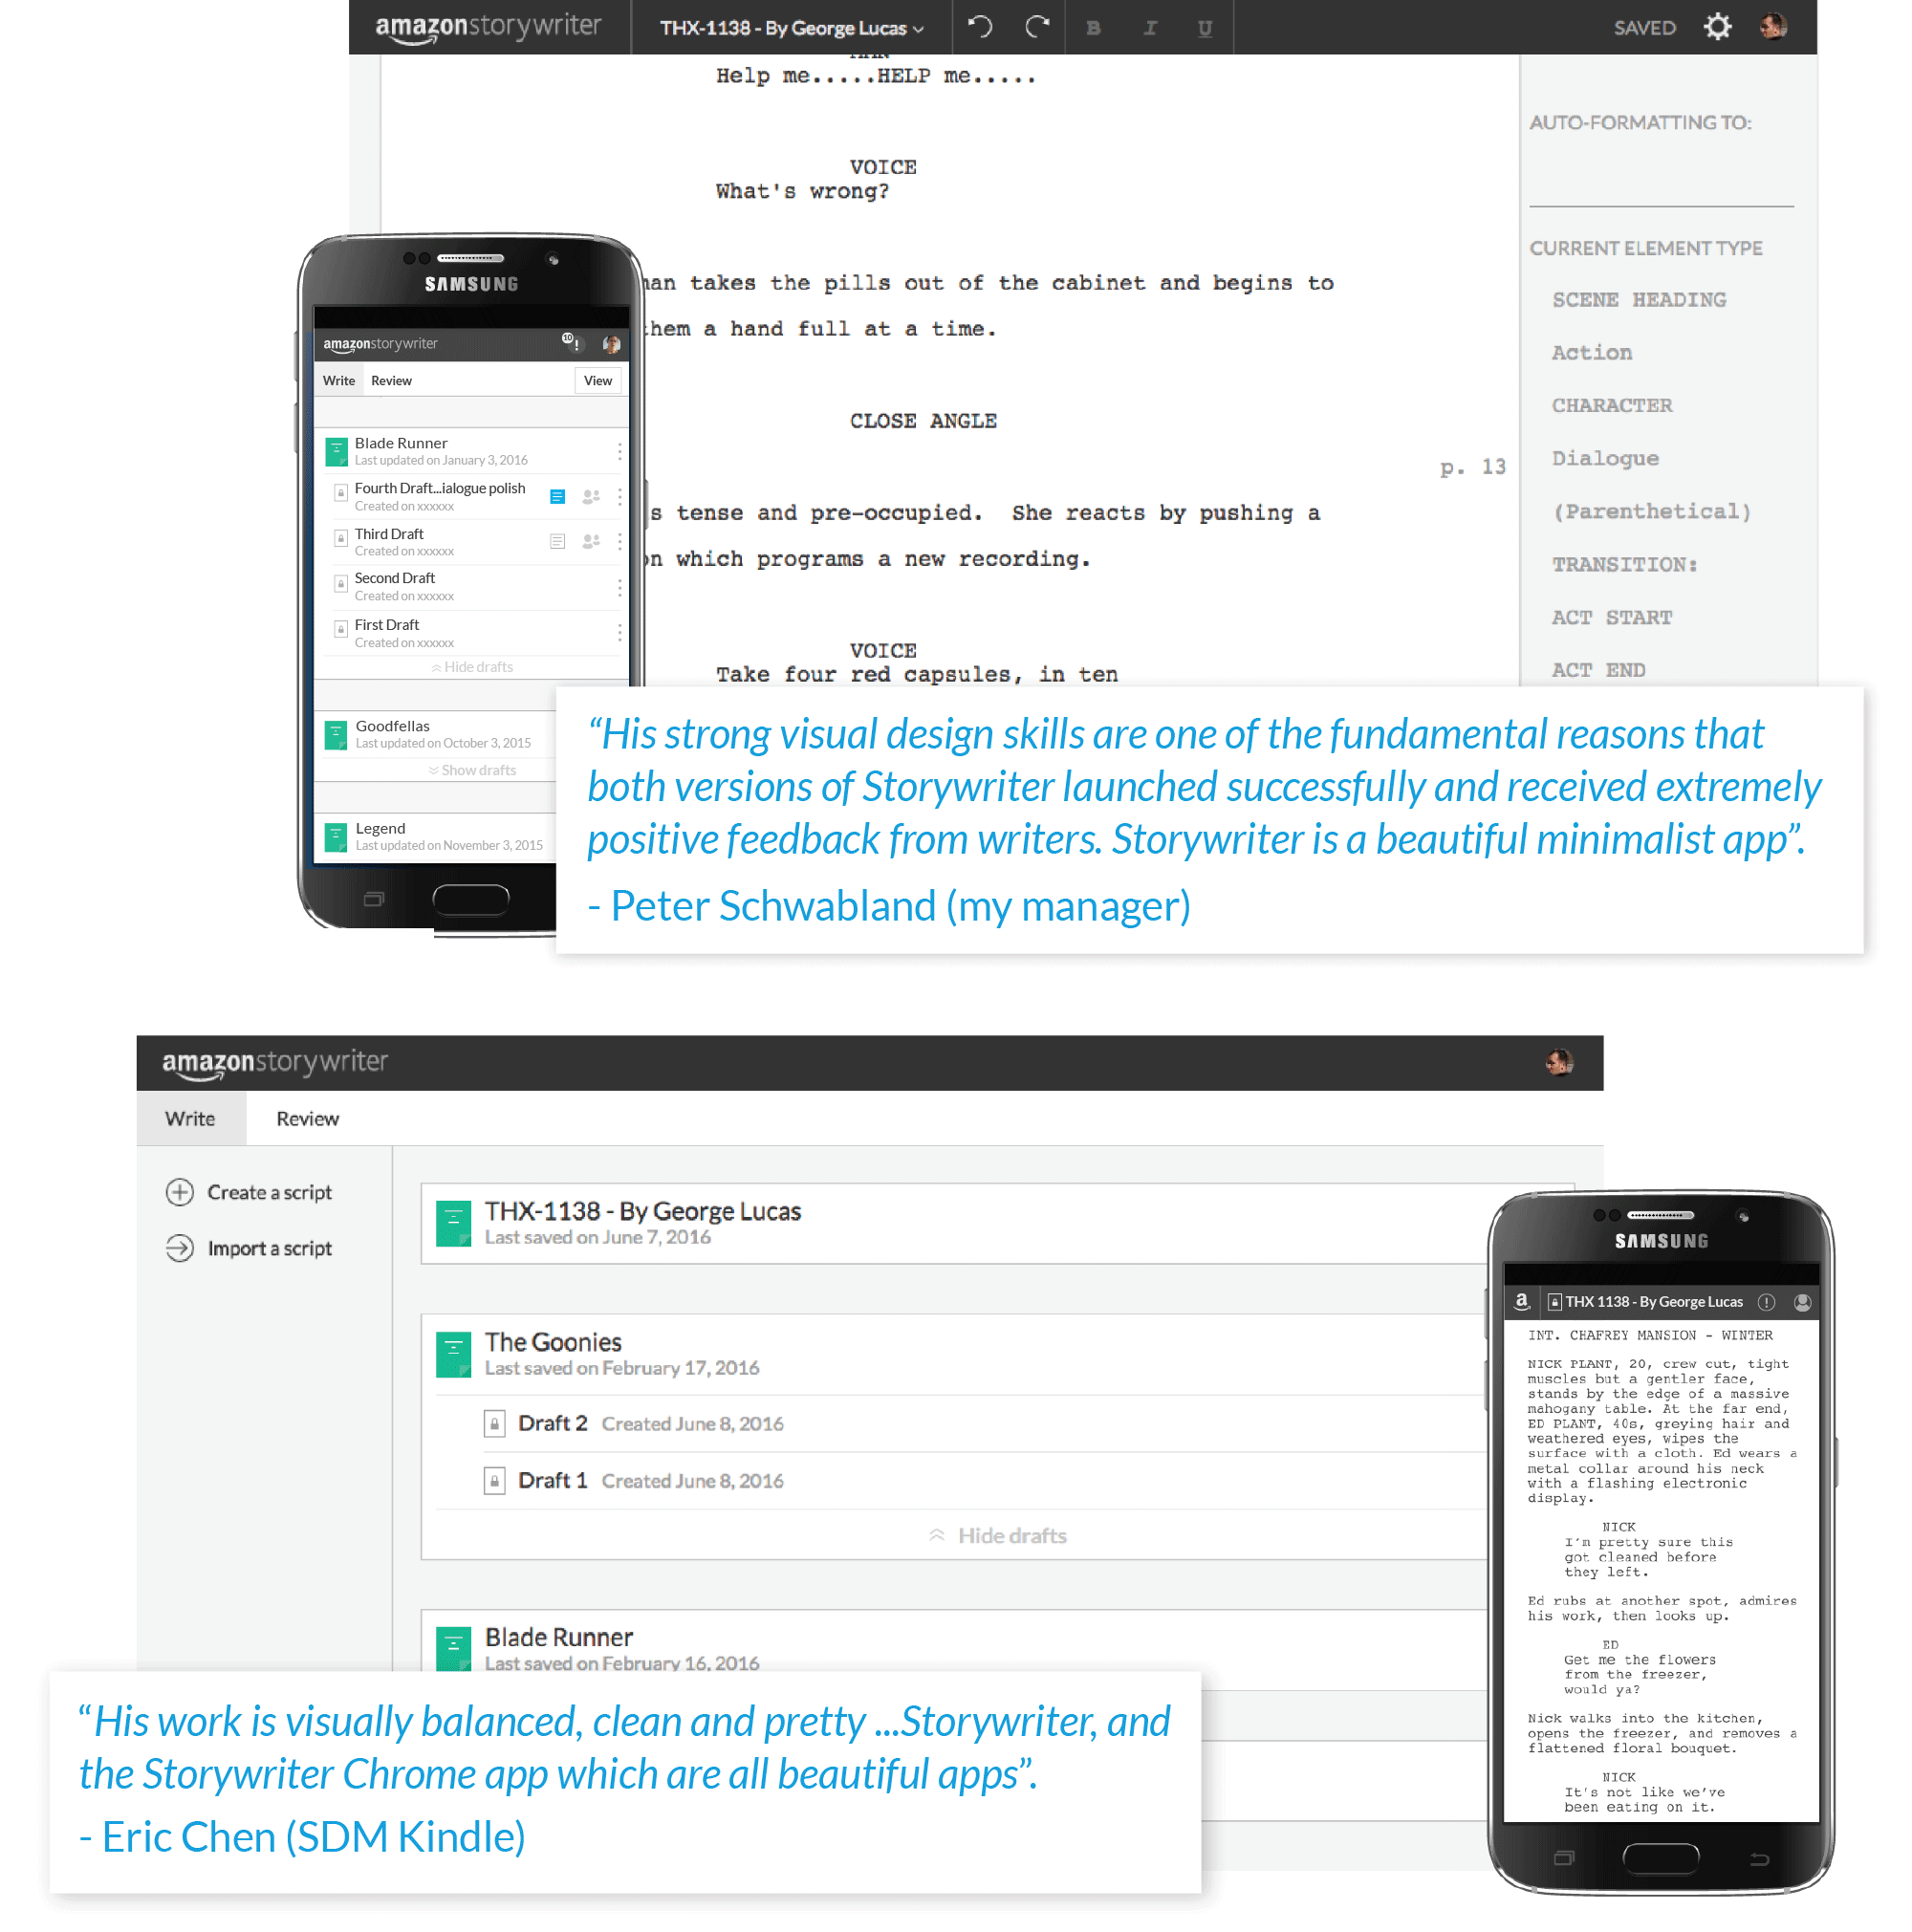 amazonstorywriter
THX-1138 - By George Lucas
B I U
SAVED
Help me.....HELP me.....
VOICE
What's wrong?
man takes the pills out of the cabinet and begins to
them a hand full at a time.
CLOSE ANGLE
p. 13
s tense and pre-occupied.  She reacts by pushing a
on which programs a new recording.
VOICE
Take four red capsules, in ten
AUTO-FORMATTING TO:
CURRENT ELEMENT TYPE
SCENE HEADING
Action
CHARACTER
Dialogue
(Parenthetical)
TRANSITION:
ACT START
ACT END
SAMSUNG
amazonstorywriter
10 !
Write Review View
Blade Runner
Last updated on January 3, 2016
Fourth Draft...ialogue polish
Created on xxxxxx
Third Draft
Created on xxxxxx
Second Draft
Created on xxxxxx
First Draft
Created on xxxxxx
Hide drafts
Goodfellas
Last updated on October 3, 2015
Show drafts
Legend
Last updated on November 3, 2015
“His strong visual design skills are one of the fundamental reasons that
both versions of Storywriter launched successfully and received extremely
positive feedback from writers. Storywriter is a beautiful minimalist app”.
- Peter Schwabland (my manager)
amazonstorywriter
Write Review
Create a script
Import a script
THX-1138 - By George Lucas
Last saved on June 7, 2016
The Goonies
Last saved on February 17, 2016
Draft 2 Created June 8, 2016
Draft 1 Created June 8, 2016
Hide drafts
Blade Runner
Last saved on February 16, 2016
SAMSUNG
a THX 1138 - By George Lucas !
INT. CHAFREY MANSION - WINTER
NICK PLANT, 20, crew cut, tight
muscles but a gentler face,
stands by the edge of a massive
mahogany table. At the far end,
ED PLANT, 40s, greying hair and
weathered eyes, wipes the
surface with a cloth. Ed wears a
metal collar around his neck
with a flashing electronic
display.
NICK
I'm pretty sure this
got cleaned before
they left.
Ed rubs at another spot, admires
his work, then looks up.
ED
Get me the flowers
from the freezer,
would ya?
Nick walks into the kitchen,
opens the freezer, and removes a
flattened floral bouquet.
NICK
It's not like we've
been eating on it.
“His work is visually balanced, clean and pretty ...Storywriter, and
the Storywriter Chrome app which are all beautiful apps”.
- Eric Chen (SDM Kindle)